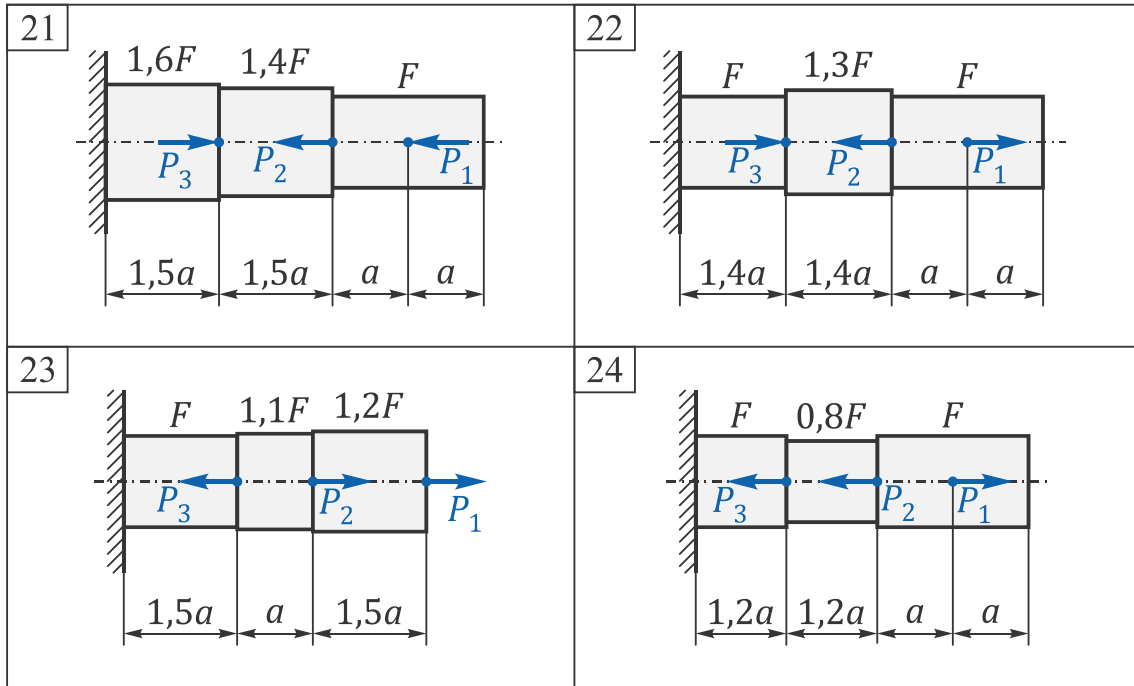 21
1,6F 1,4F F
P3 P2 P1
1,5a 1,5a a a
22
F 1,3F F
P3 P2 P1
1,4a 1,4a a a
23
F 1,1F 1,2F
P3 P2 P1
1,5a a 1,5a
24
F 0,8F F
P3 P2 P1
1,2a 1,2a a a